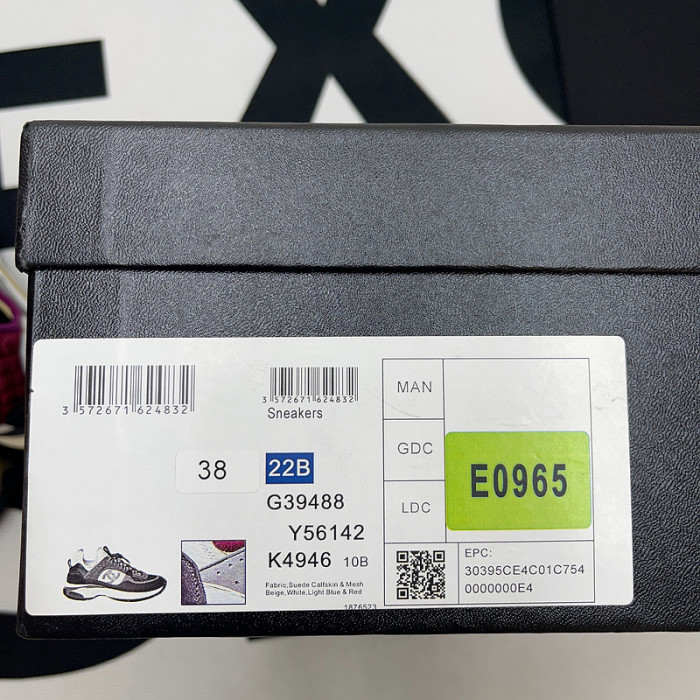 3 572671 624832
3 572671 624832
Sneakers
38
22B
G39488
Y56142
K4946 10B
Fabric,Suede Calfskin & Mesh
Beige,White,Light Blue & Red
1876523
MAN
GDC
LDC
E0965
EPC:
30395CE4C01C754
0000000E4